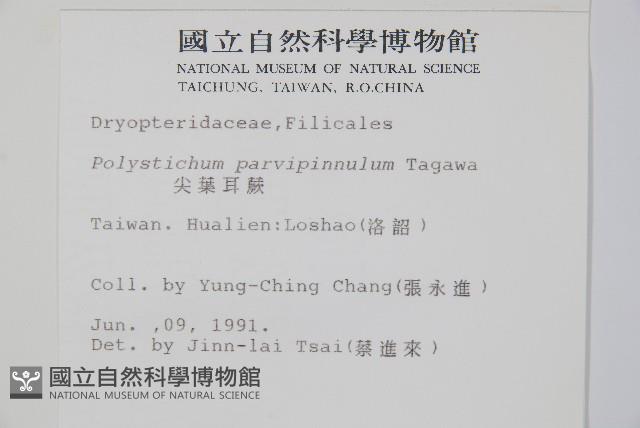 國立自然科學博物館
NATIONAL MUSEUM OF NATURAL SCIENCE
TAICHUNG, TAIWAN, R.O.CHINA
Dryopteridaceae,Filicales
Polystichum parvipinnulum Tagawa
尖葉耳蕨
Taiwan. Hualien:Loshao(洛韶)
Coll. by Yung-Ching Chang(張永進)
Jun. ,09, 1991.
Det. by Jinn-lai Tsai(蔡進來)
國立自然科學博物館
NATIONAL MUSEUM OF NATURAL SCIENCE